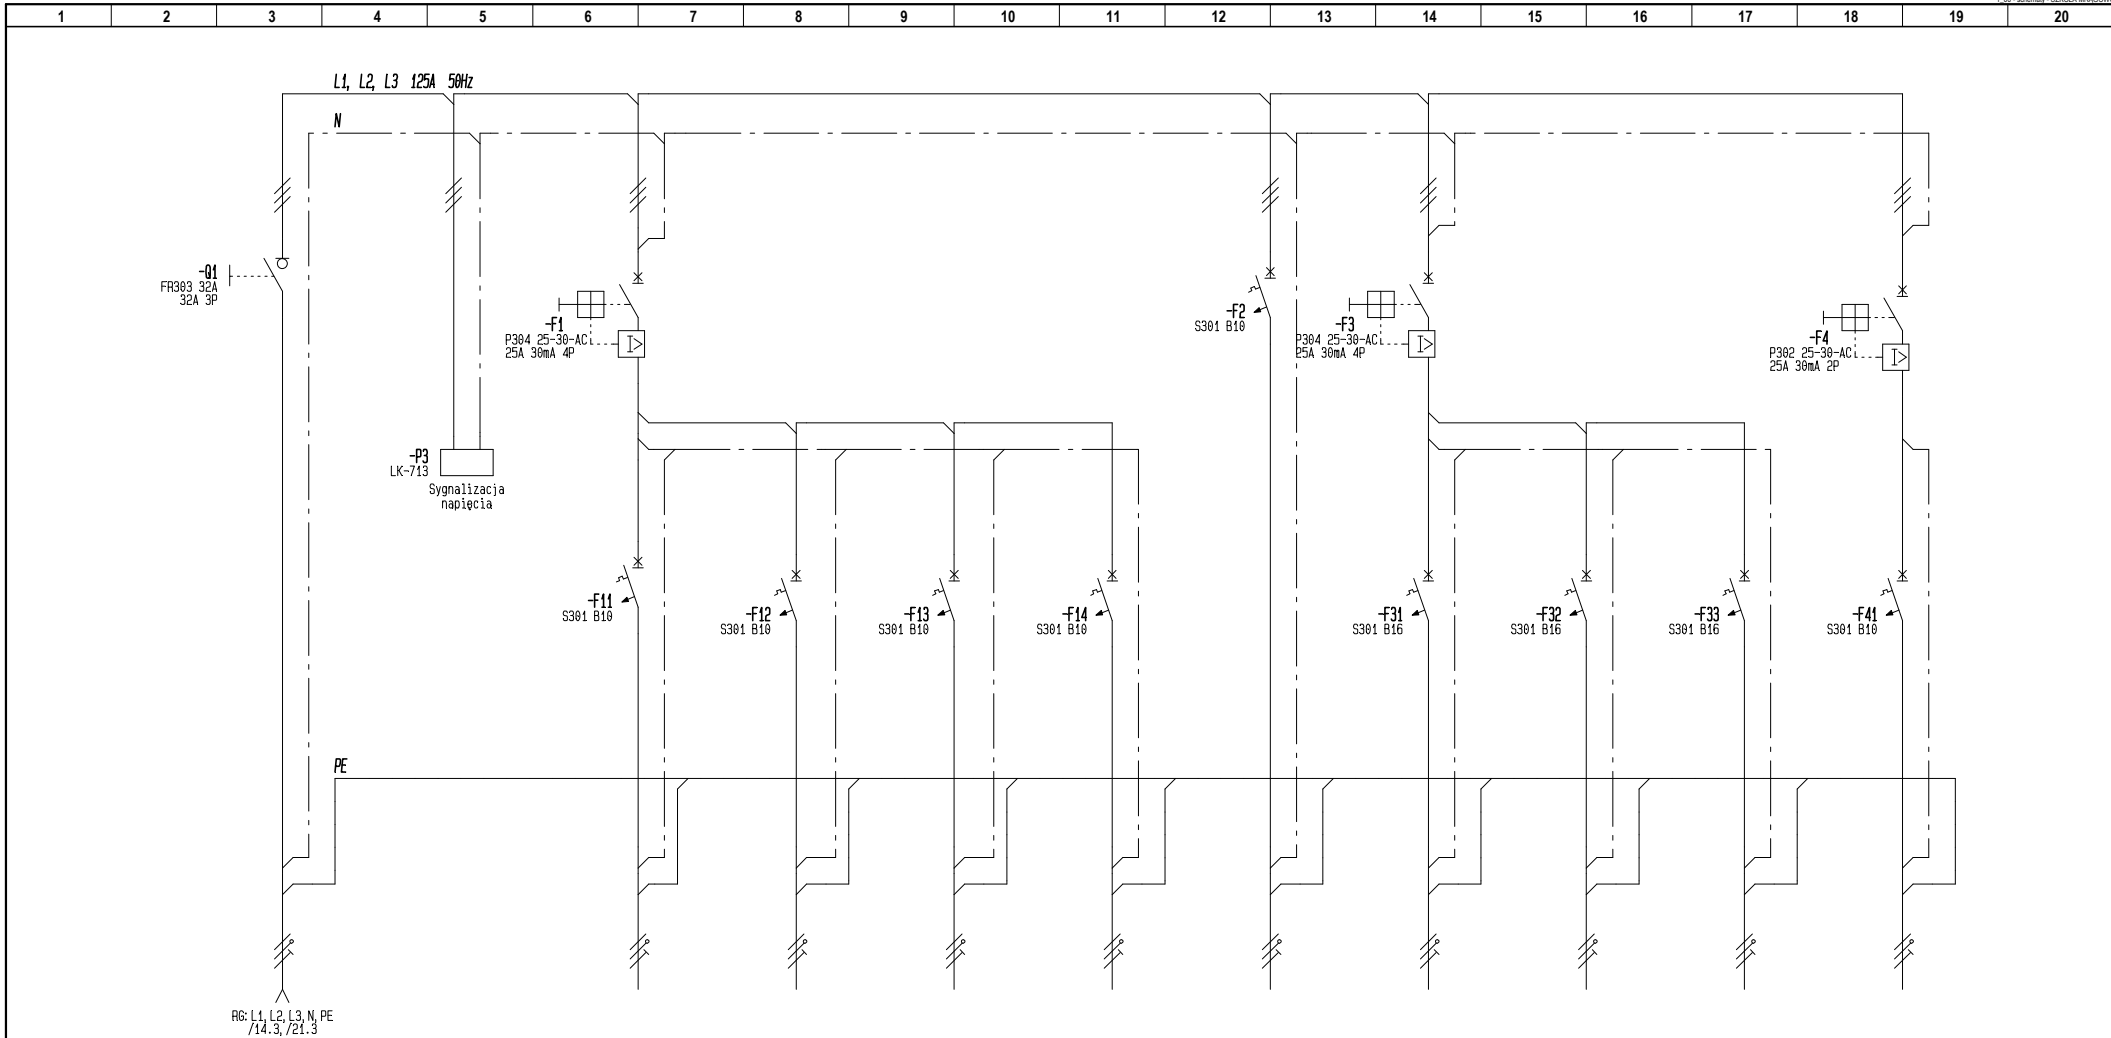 1 2 3 4 5 6 7 8 9 10 11 12 13 14 15 16 17 18 19 20
L1, L2, L3 125A 50Hz
N
-Q1
FR303 32A
32A 3P
-F1
P304 25-30-AC
25A 30mA 4P
-F2
S301 B10
-F3
P304 25-30-AC
25A 30mA 4P
-F4
P302 25-30-AC
25A 30mA 2P
-P3
LK-713
Sygnalizacja
napięcia
-F11
S301 B10
-F12
S301 B10
-F13
S301 B10
-F14
S301 B10
-F31
S301 B16
-F32
S301 B16
-F33
S301 B16
-F41
S301 B10
PE
RG: L1, L2, L3, N, PE
/14.3, /21.3